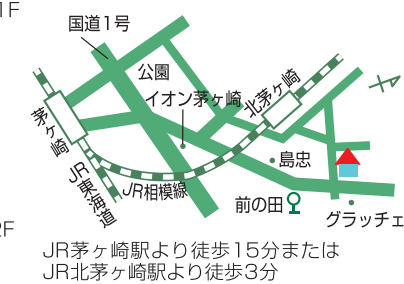 1F
国道1号
公園
イオン茅ヶ崎
北茅ヶ崎
茅ヶ崎
島忠
JR東海道
JR相模線
前の田
グラッチェ
2F
JR茅ヶ崎駅より徒歩15分または
JR北茅ヶ崎駅より徒歩3分